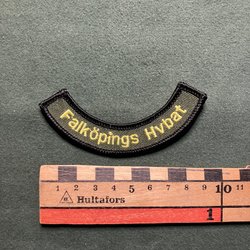 Falköpings Hvbat
1 2 3 4 5 6 7 8 9 10 11
Hultafors
1